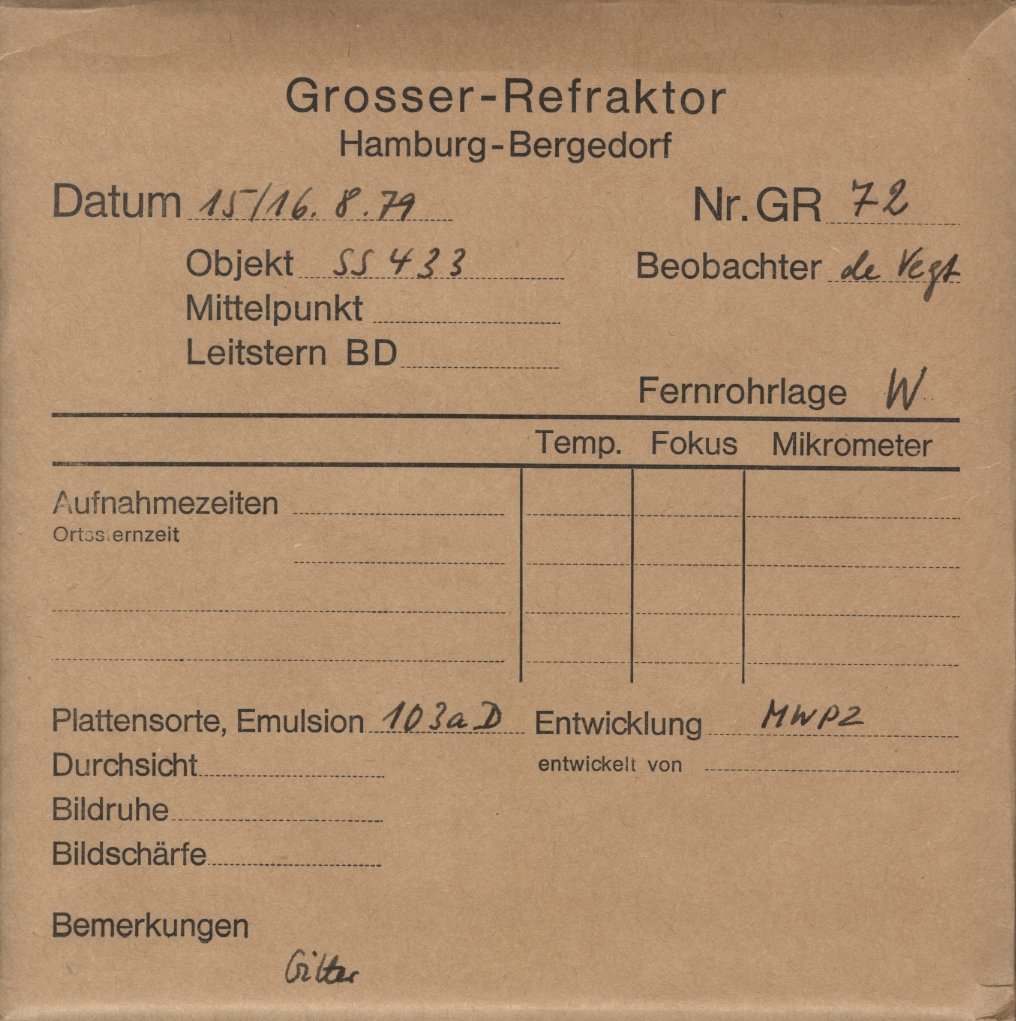 Grosser-Refraktor
Hamburg-Bergedorf
Datum 15/16. 8. 79 Nr. GR 72
Objekt SS 433 Beobachter de Vegt
Mittelpunkt
Leitstern BD
Fernrohrlage W
Temp. Fokus Mikrometer
Aufnahmezeiten
Ortssternzeit
Plattensorte, Emulsion 103aD Entwicklung MWP2
Durchsicht entwickelt von
Bildruhe
Bildschärfe
Bemerkungen
Gitter